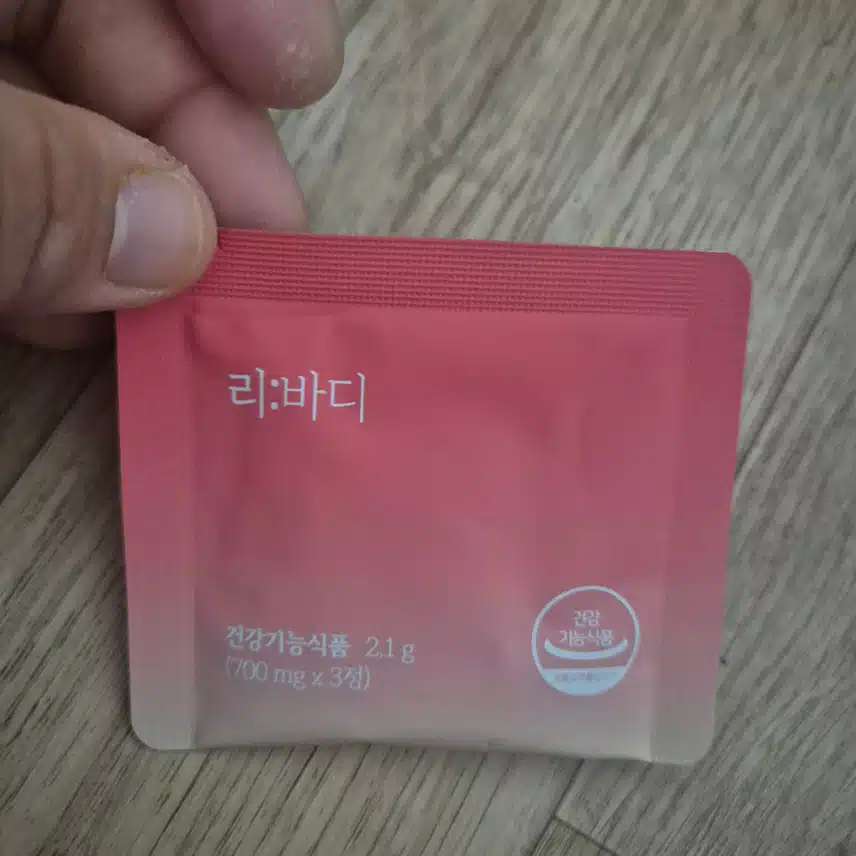 리:바디
건강기능식품 2.1 g
(700 mg x 3정)
건강
기능식품